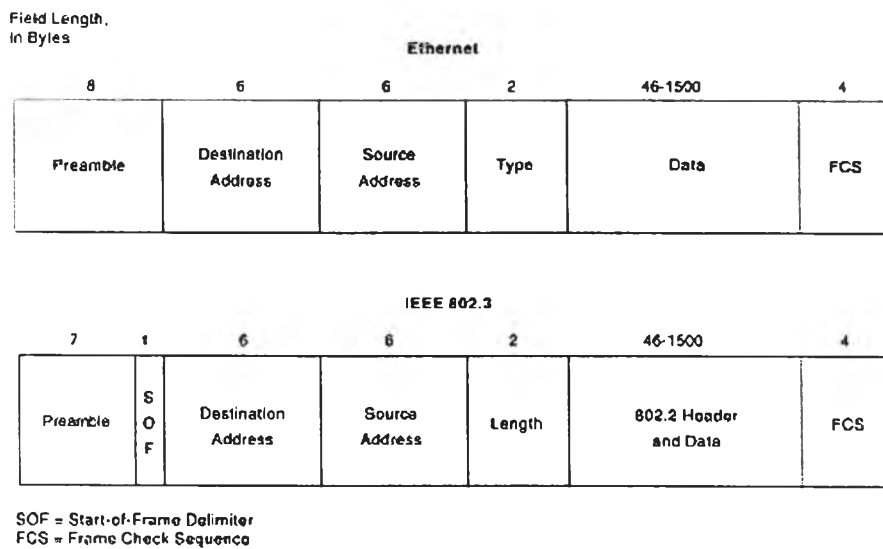 Field Length,
in Bytes
Ethernet
8 6 6 2 46-1500 4
Preamble
Destination
Address
Source
Address
Type
Data
FCS
IEEE 802.3
7 1 6 6 2 46-1500 4
Preamble
S
O
F
Destination
Address
Source
Address
Length
802.2 Header
and Data
FCS
SOF = Start-of-Frame Delimiter
FCS = Frame Check Sequence